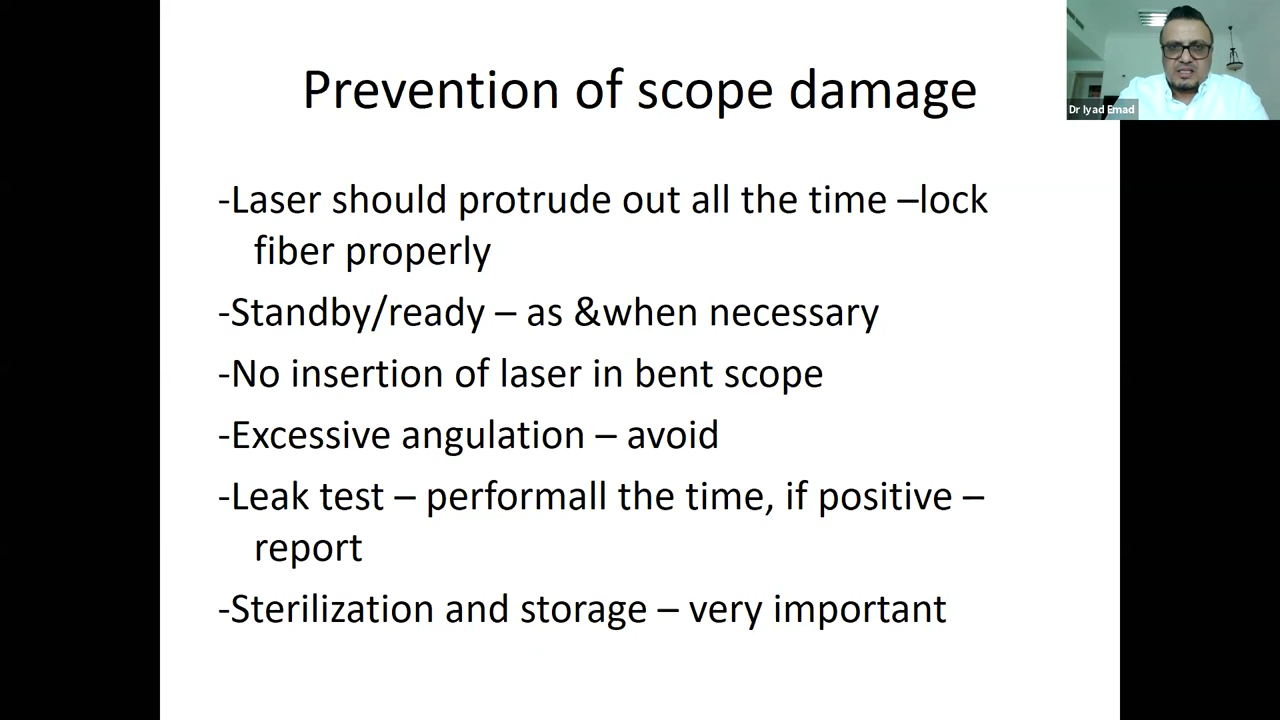 Prevention of scope damage
Dr Iyad Emad
-Laser should protrude out all the time –lock
fiber properly
-Standby/ready – as &when necessary
-No insertion of laser in bent scope
-Excessive angulation – avoid
-Leak test – performall the time, if positive –
report
-Sterilization and storage – very important